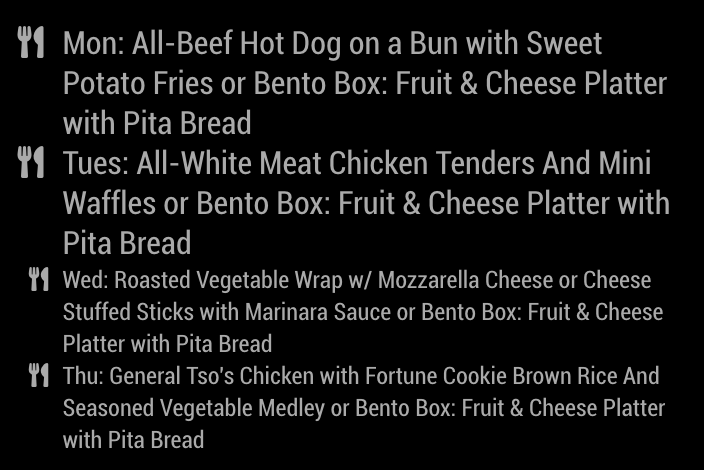 Mon: All-Beef Hot Dog on a Bun with Sweet
Potato Fries or Bento Box: Fruit & Cheese Platter
with Pita Bread
Tues: All-White Meat Chicken Tenders And Mini
Waffles or Bento Box: Fruit & Cheese Platter with
Pita Bread
Wed: Roasted Vegetable Wrap w/ Mozzarella Cheese or Cheese
Stuffed Sticks with Marinara Sauce or Bento Box: Fruit & Cheese
Platter with Pita Bread
Thu: General Tso's Chicken with Fortune Cookie Brown Rice And
Seasoned Vegetable Medley or Bento Box: Fruit & Cheese Platter
with Pita Bread